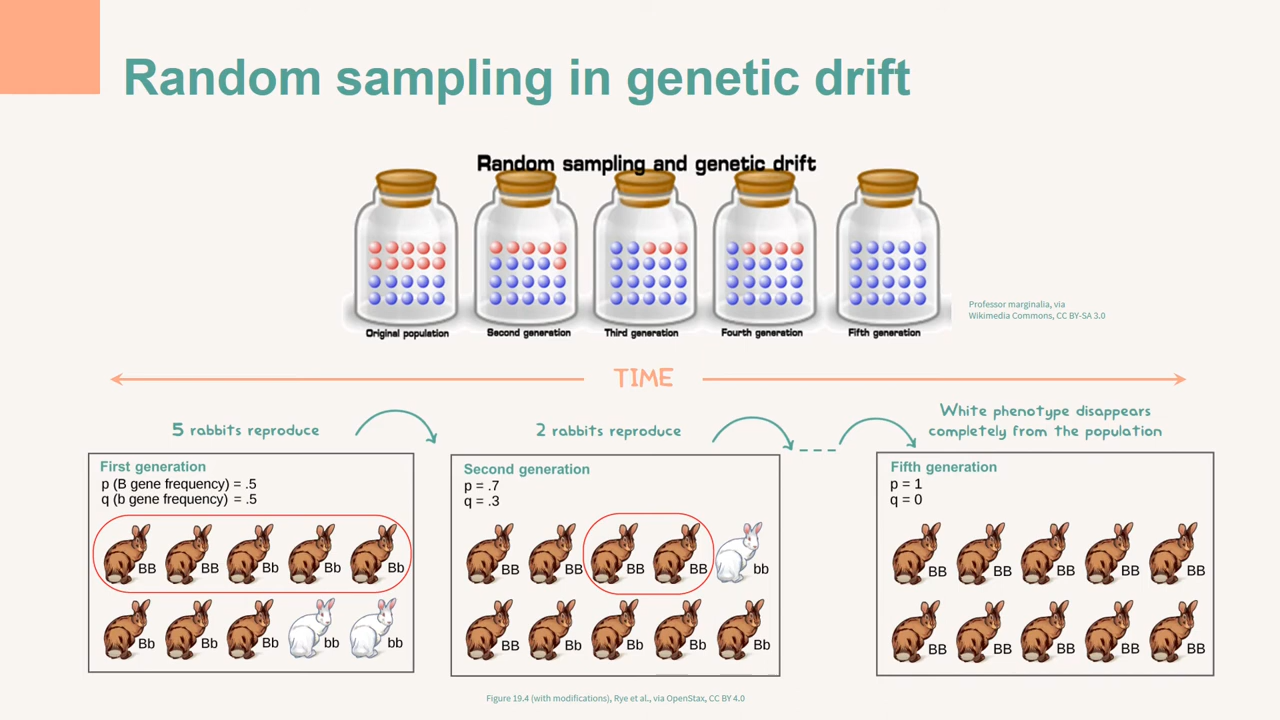 Random sampling in genetic drift
Random sampling and genetic drift
Original population
Second generation
Third generation
Fourth generation
Fifth generation
Professor marginalia, via
Wikimedia Commons, CC BY-SA 3.0
TIME
5 rabbits reproduce
2 rabbits reproduce
White phenotype disappears
completely from the population
First generation
p (B gene frequency) = .5
q (b gene frequency) = .5
BB BB Bb Bb Bb
Bb Bb Bb bb bb
Second generation
p = .7
q = .3
BB BB BB BB bb
BB Bb Bb Bb Bb
Fifth generation
p = 1
q = 0
BB BB BB BB BB
BB BB BB BB BB
Figure 19.4 (with modifications), Rye et al., via OpenStax, CC BY 4.0